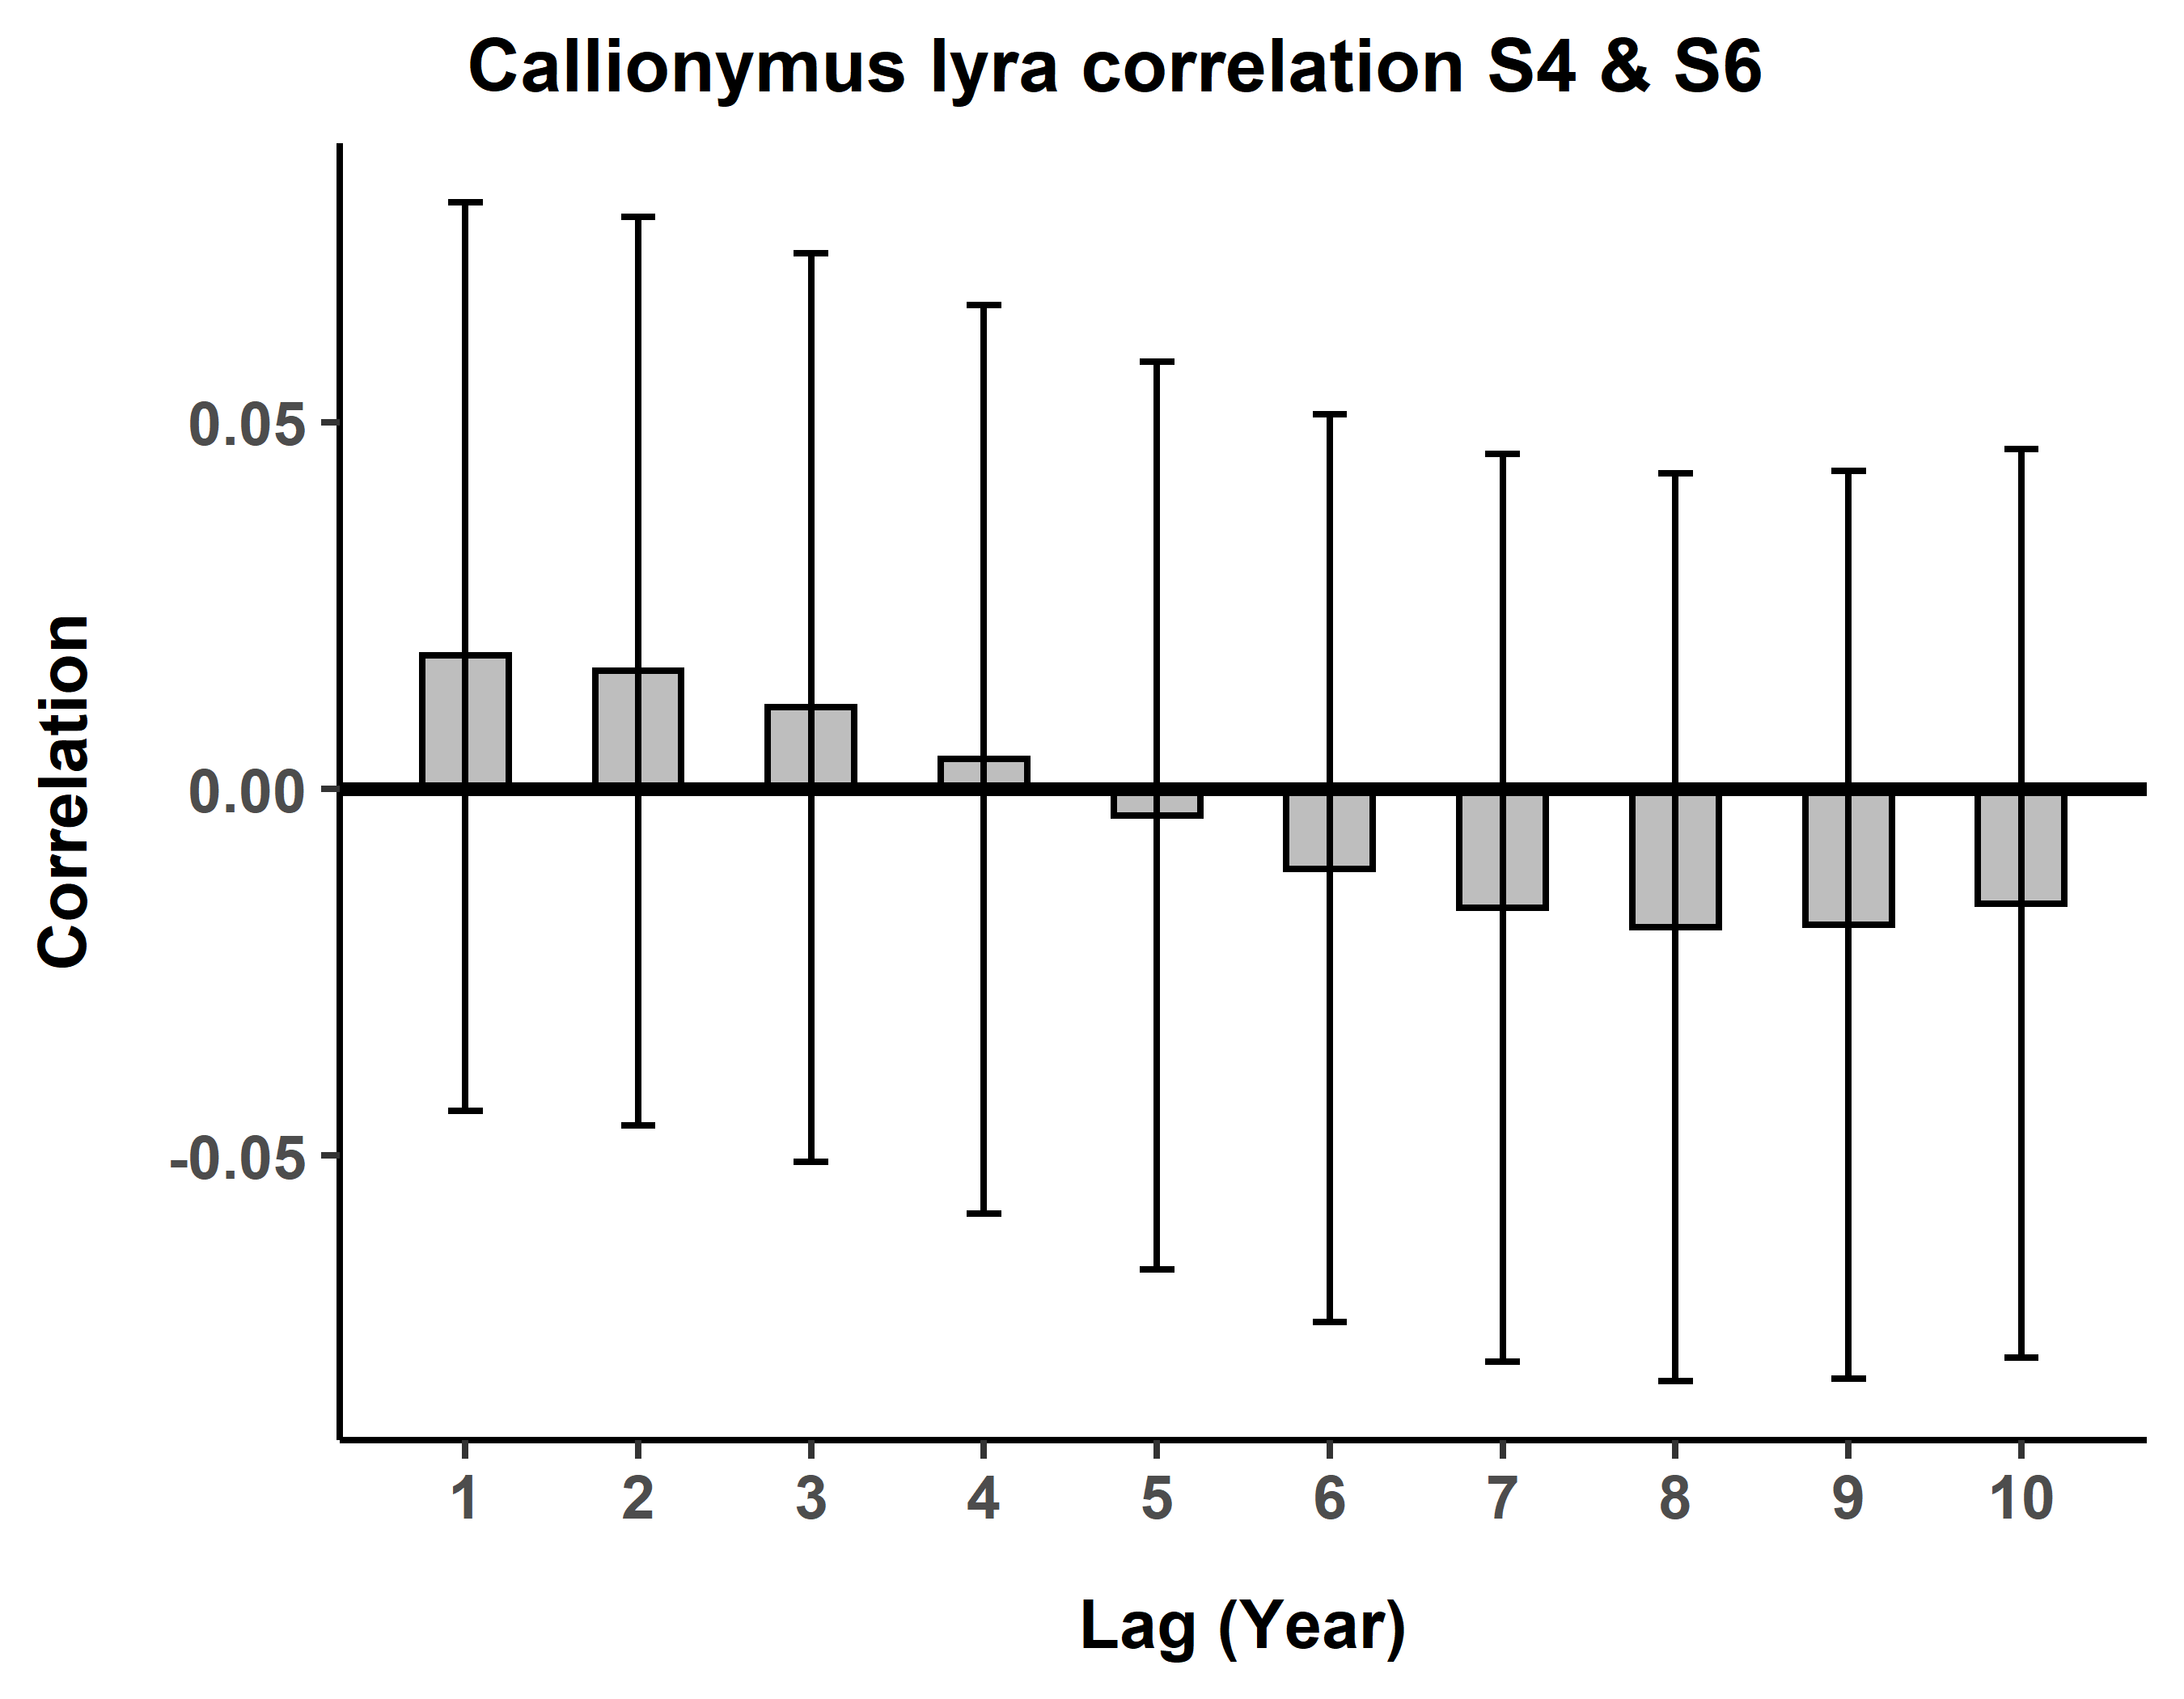 Callionymus lyra correlation S4 & S6
Correlation
0.05
0.00
-0.05
1 2 3 4 5 6 7 8 9 10
Lag (Year)